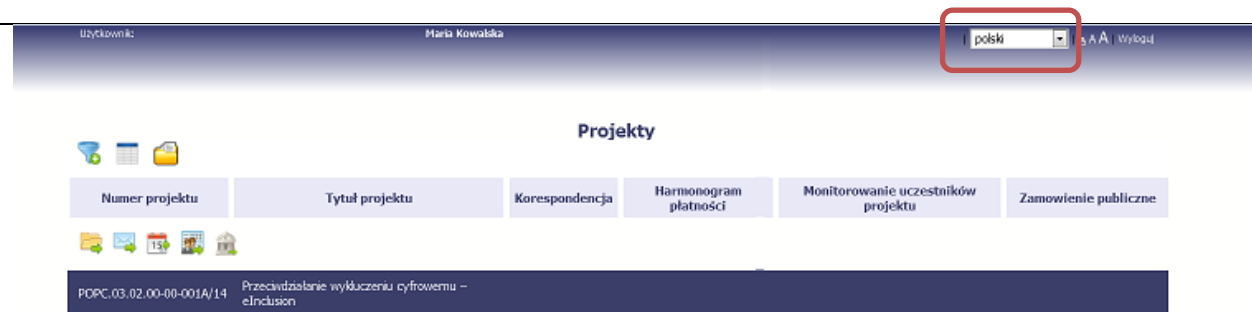 Użytkownik: Maria Kowalska | polski | A A A | Wyloguj
Projekty
Numer projektu Tytuł projektu Korespondencja Harmonogram płatności Monitorowanie uczestników projektu Zamowienie publiczne
15
POPC.03.02.00-00-001A/14 Przeciwdziałanie wykluczeniu cyfrowemu –
eInclusion